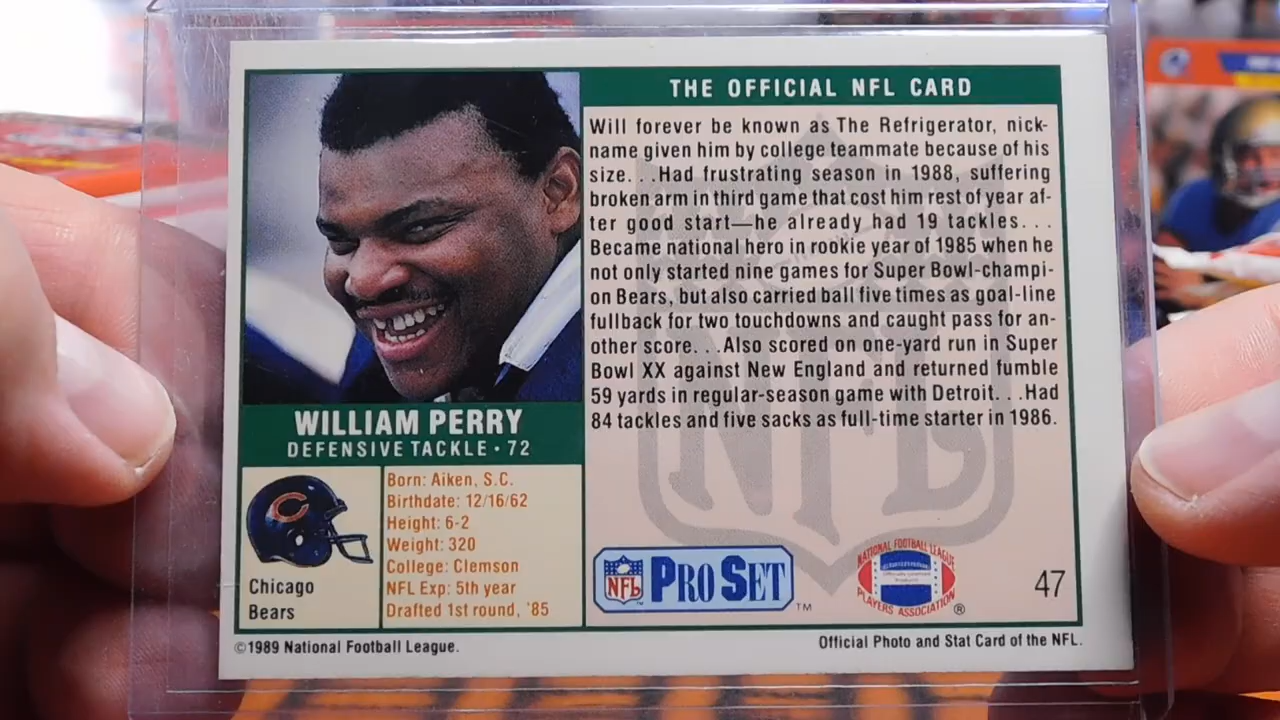 THE OFFICIAL NFL CARD
Will forever be known as The Refrigerator, nick-
name given him by college teammate because of his
size. . .Had frustrating season in 1988, suffering
broken arm in third game that cost him rest of year af-
ter good start—he already had 19 tackles. . .
Became national hero in rookie year of 1985 when he
not only started nine games for Super Bowl-champi-
on Bears, but also carried ball five times as goal-line
fullback for two touchdowns and caught pass for an-
other score. . .Also scored on one-yard run in Super
Bowl XX against New England and returned fumble
59 yards in regular-season game with Detroit. . .Had
84 tackles and five sacks as full-time starter in 1986.
NFL
WILLIAM PERRY
DEFENSIVE TACKLE • 72
C
Chicago
Bears
Born: Aiken, S.C.
Birthdate: 12/16/62
Height: 6-2
Weight: 320
College: Clemson
NFL Exp: 5th year
Drafted 1st round, '85
NFL PRO SET TM
NATIONAL FOOTBALL LEAGUE
PLAYERS ASSOCIATION ®
47
©1989 National Football League.
Official Photo and Stat Card of the NFL.